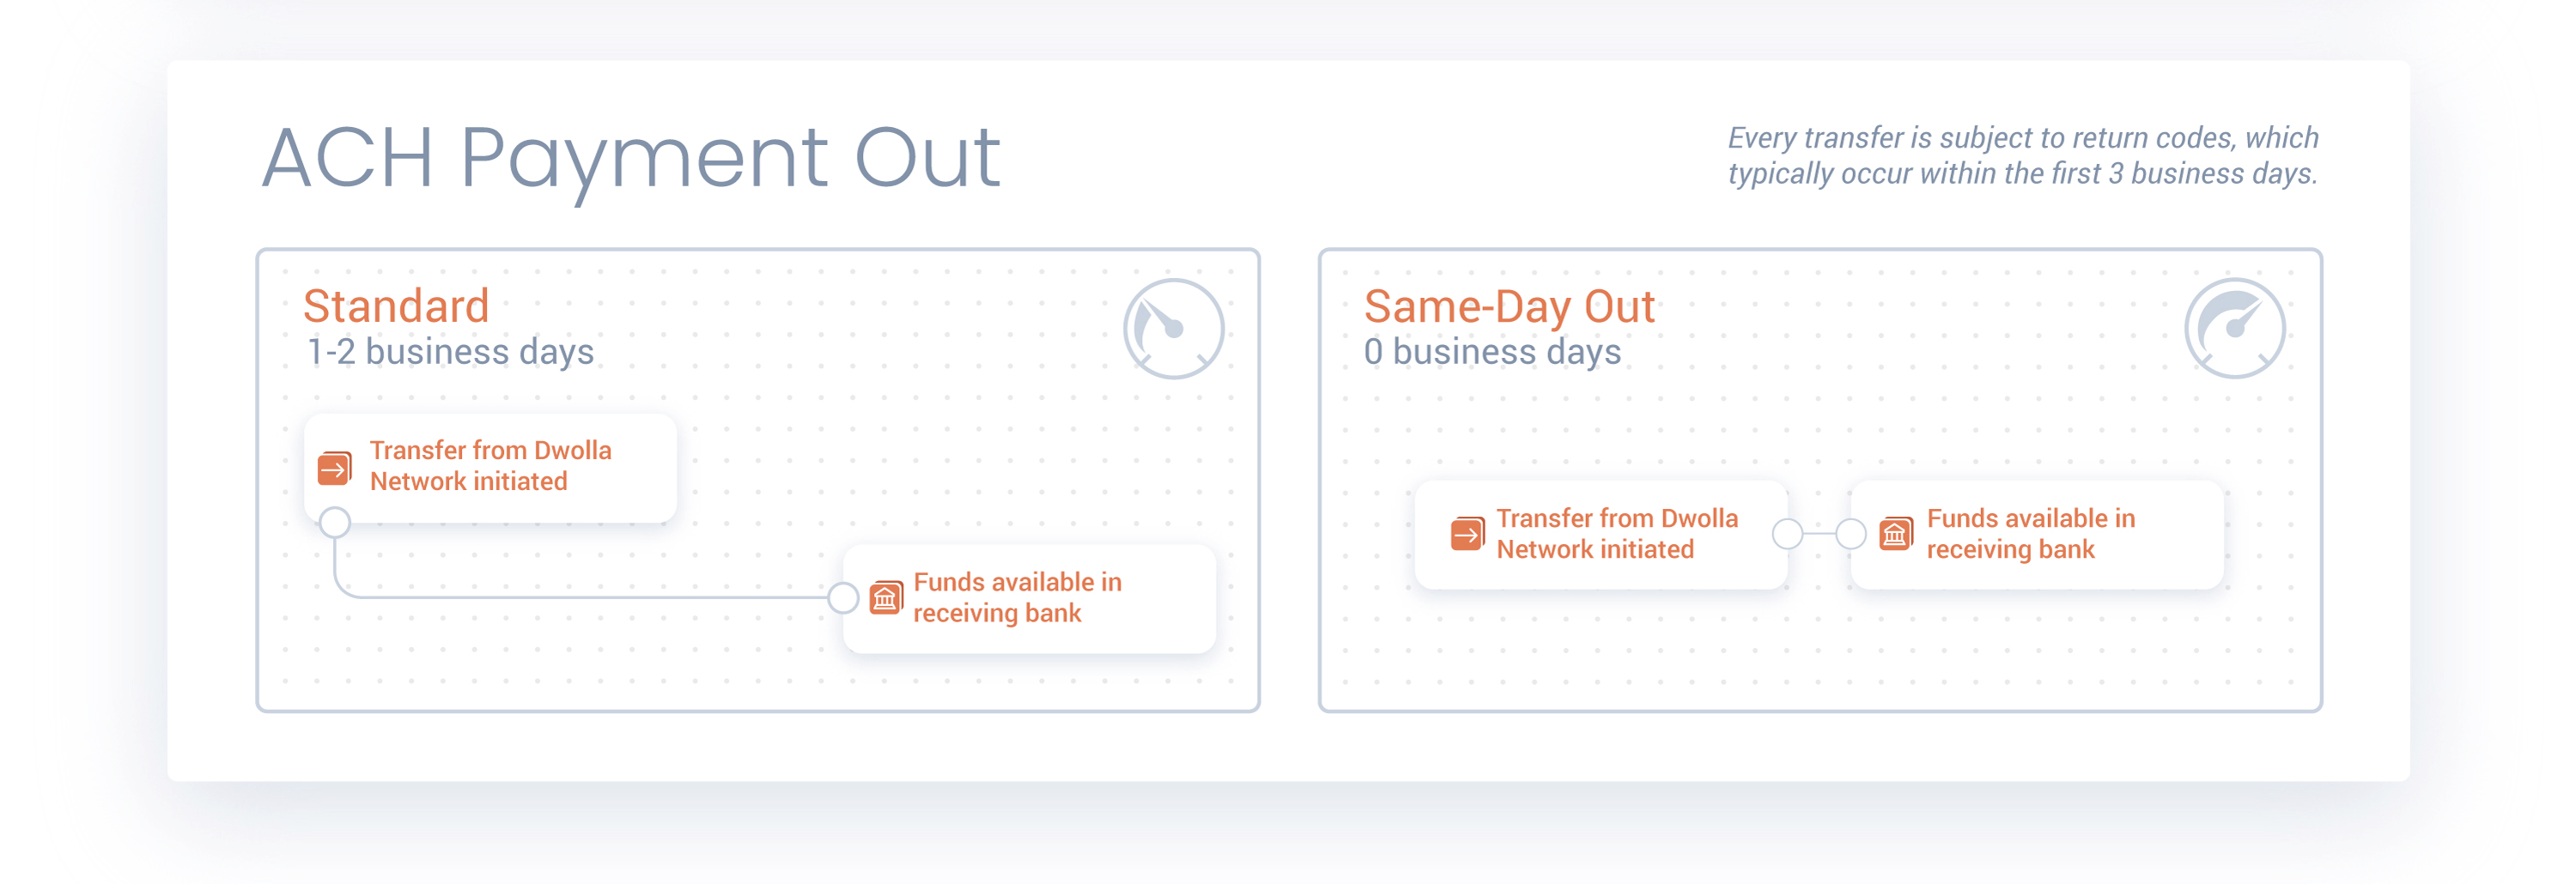 ACH Payment Out
Every transfer is subject to return codes, which
typically occur within the first 3 business days.
Standard
1-2 business days
Transfer from Dwolla
Network initiated
Funds available in
receiving bank
Same-Day Out
0 business days
Transfer from Dwolla
Network initiated
Funds available in
receiving bank